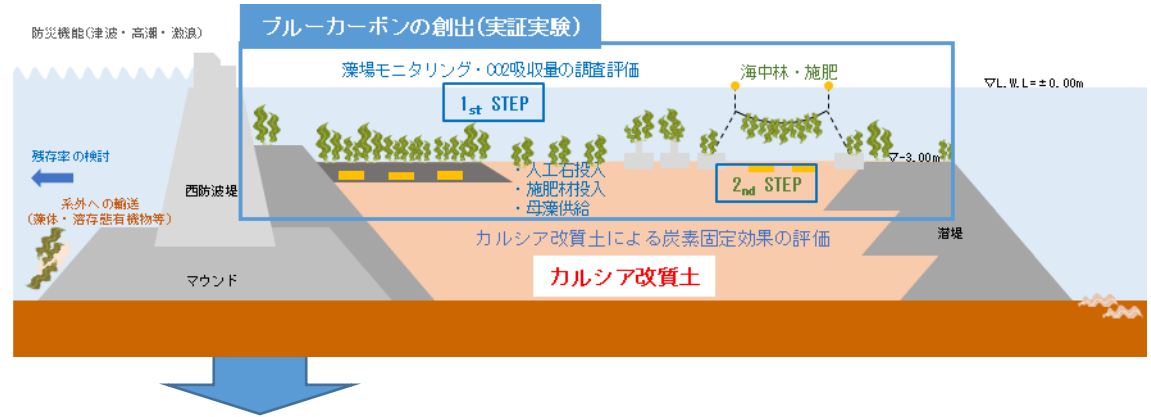 ブルーカーボンの創出(実証実験)
防災機能(津波・高潮・激浪)
藻場モニタリング・CO2吸収量の調査評価
海中林・施肥
▽L.W.L=±0.00m
1st STEP
残存率の検討
▽-3.00m
・人工石投入
西防波堤
・施肥材投入
2nd STEP
系外への輸送
(藻体・溶存態有機物等)
・母藻供給
カルシア改質土による炭素固定効果の評価
潜堤
マウンド
カルシア改質土